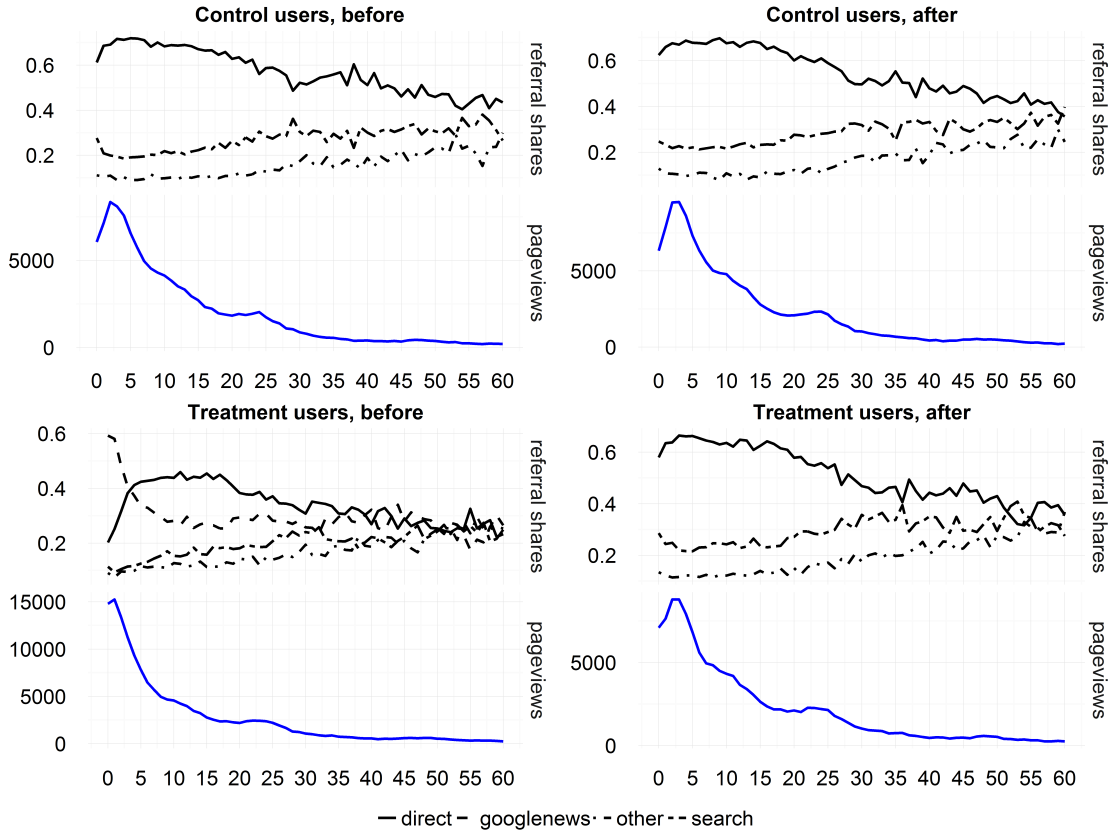 Control users, before
Control users, after
0.6
0.4
0.2
referral shares
0.6
0.4
0.2
referral shares
5000
0
pageviews
5000
0
pageviews
0 5 10 15 20 25 30 35 40 45 50 55 60
0 5 10 15 20 25 30 35 40 45 50 55 60
Treatment users, before
Treatment users, after
0.6
0.4
0.2
referral shares
0.6
0.4
0.2
referral shares
15000
10000
5000
0
pageviews
5000
0
pageviews
0 5 10 15 20 25 30 35 40 45 50 55 60
0 5 10 15 20 25 30 35 40 45 50 55 60
direct googlenews other search